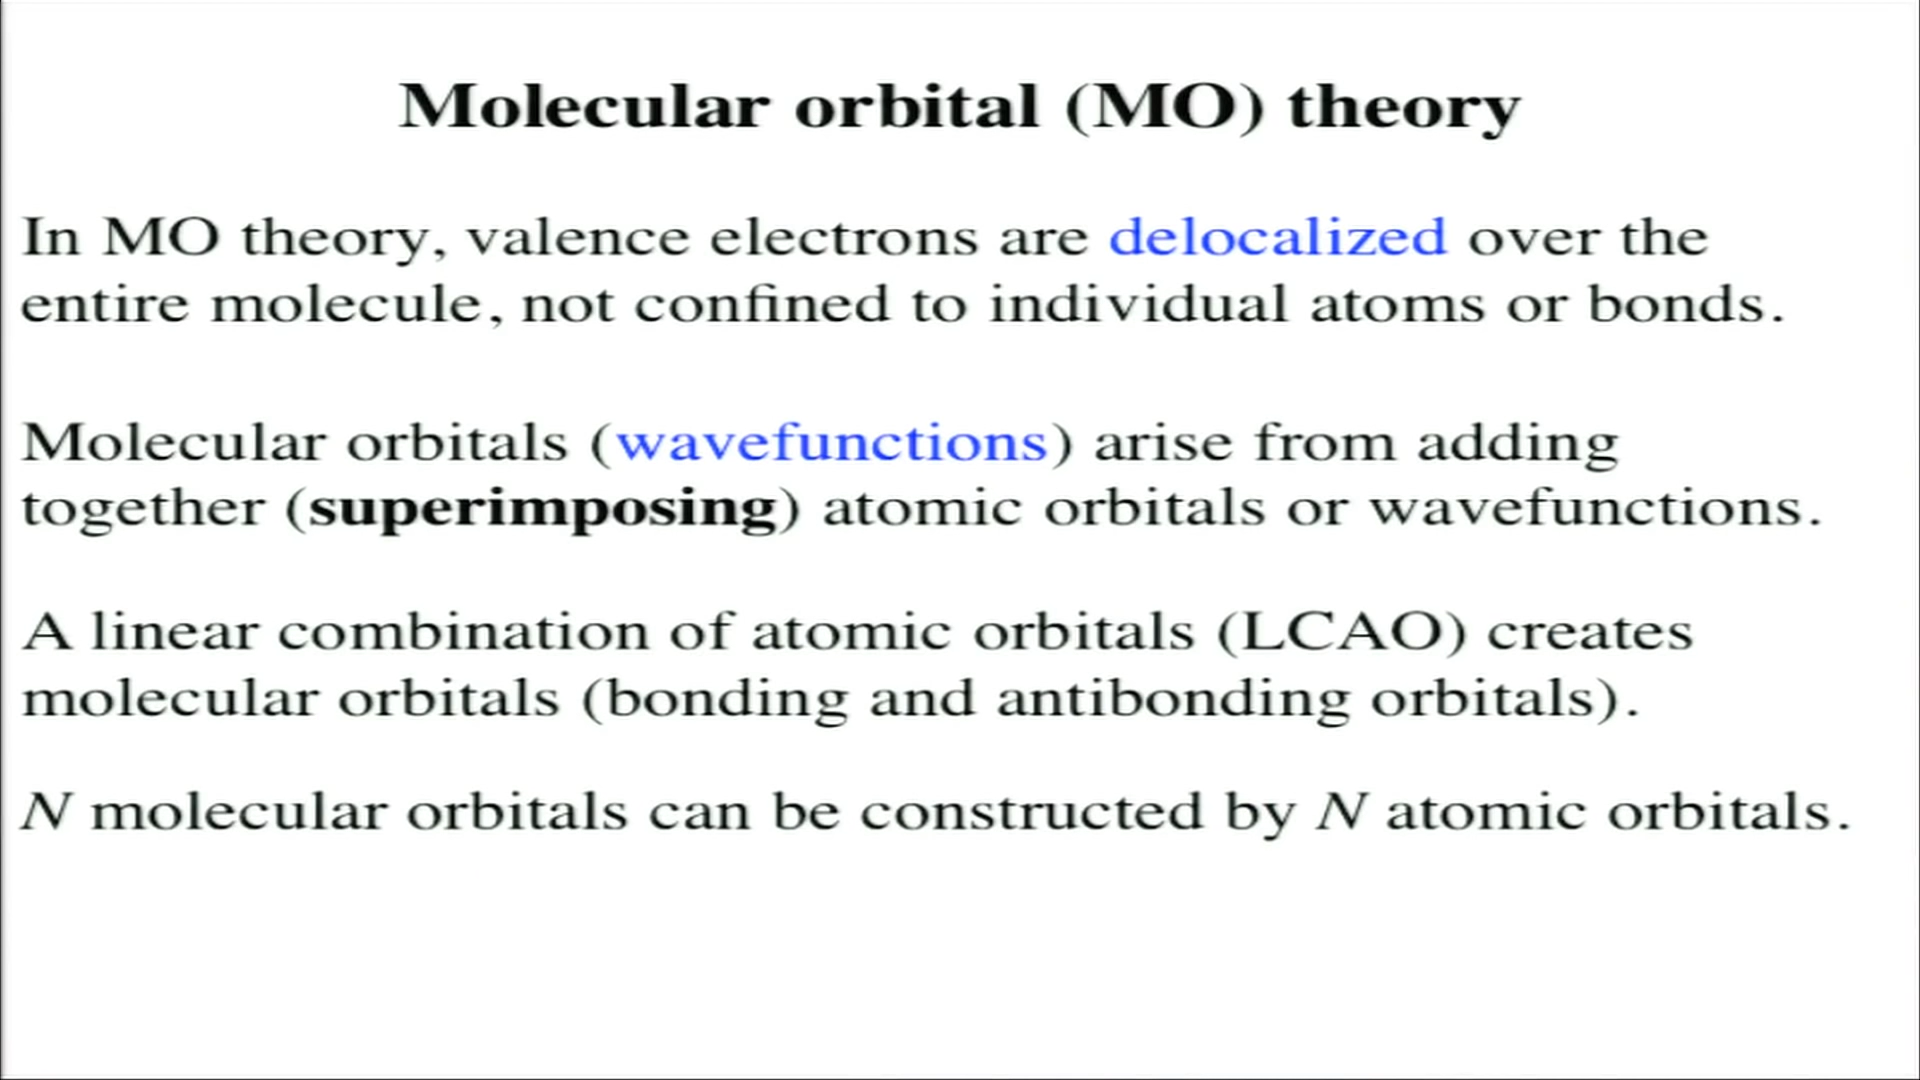 Molecular orbital (MO) theory
In MO theory, valence electrons are delocalized over the
entire molecule, not confined to individual atoms or bonds.
Molecular orbitals (wavefunctions) arise from adding
together (superimposing) atomic orbitals or wavefunctions.
A linear combination of atomic orbitals (LCAO) creates
molecular orbitals (bonding and antibonding orbitals).
N molecular orbitals can be constructed by N atomic orbitals.